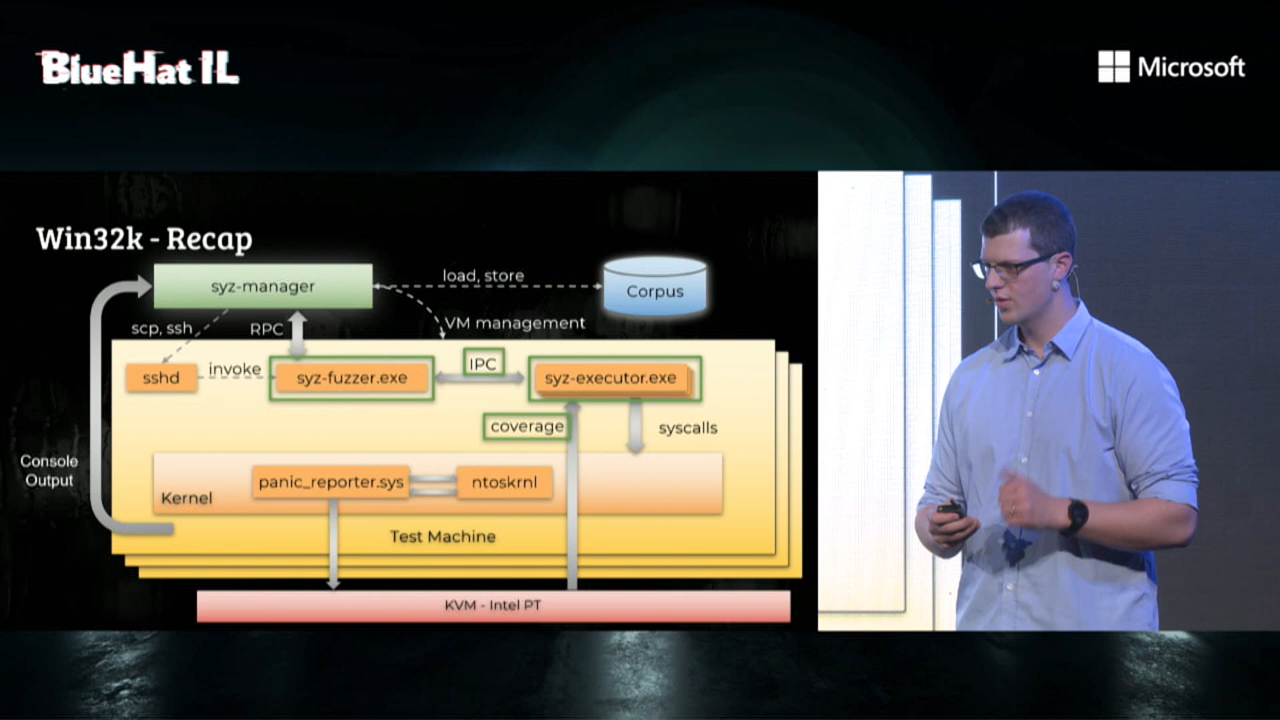 BlueHat IL
Microsoft
Win32k - Recap
syz-manager
load, store
Corpus
scp, ssh
RPC
VM management
sshd
invoke
syz-fuzzer.exe
IPC
syz-executor.exe
coverage
syscalls
Console
Output
panic_reporter.sys
ntoskrnl
Kernel
Test Machine
KVM - Intel PT